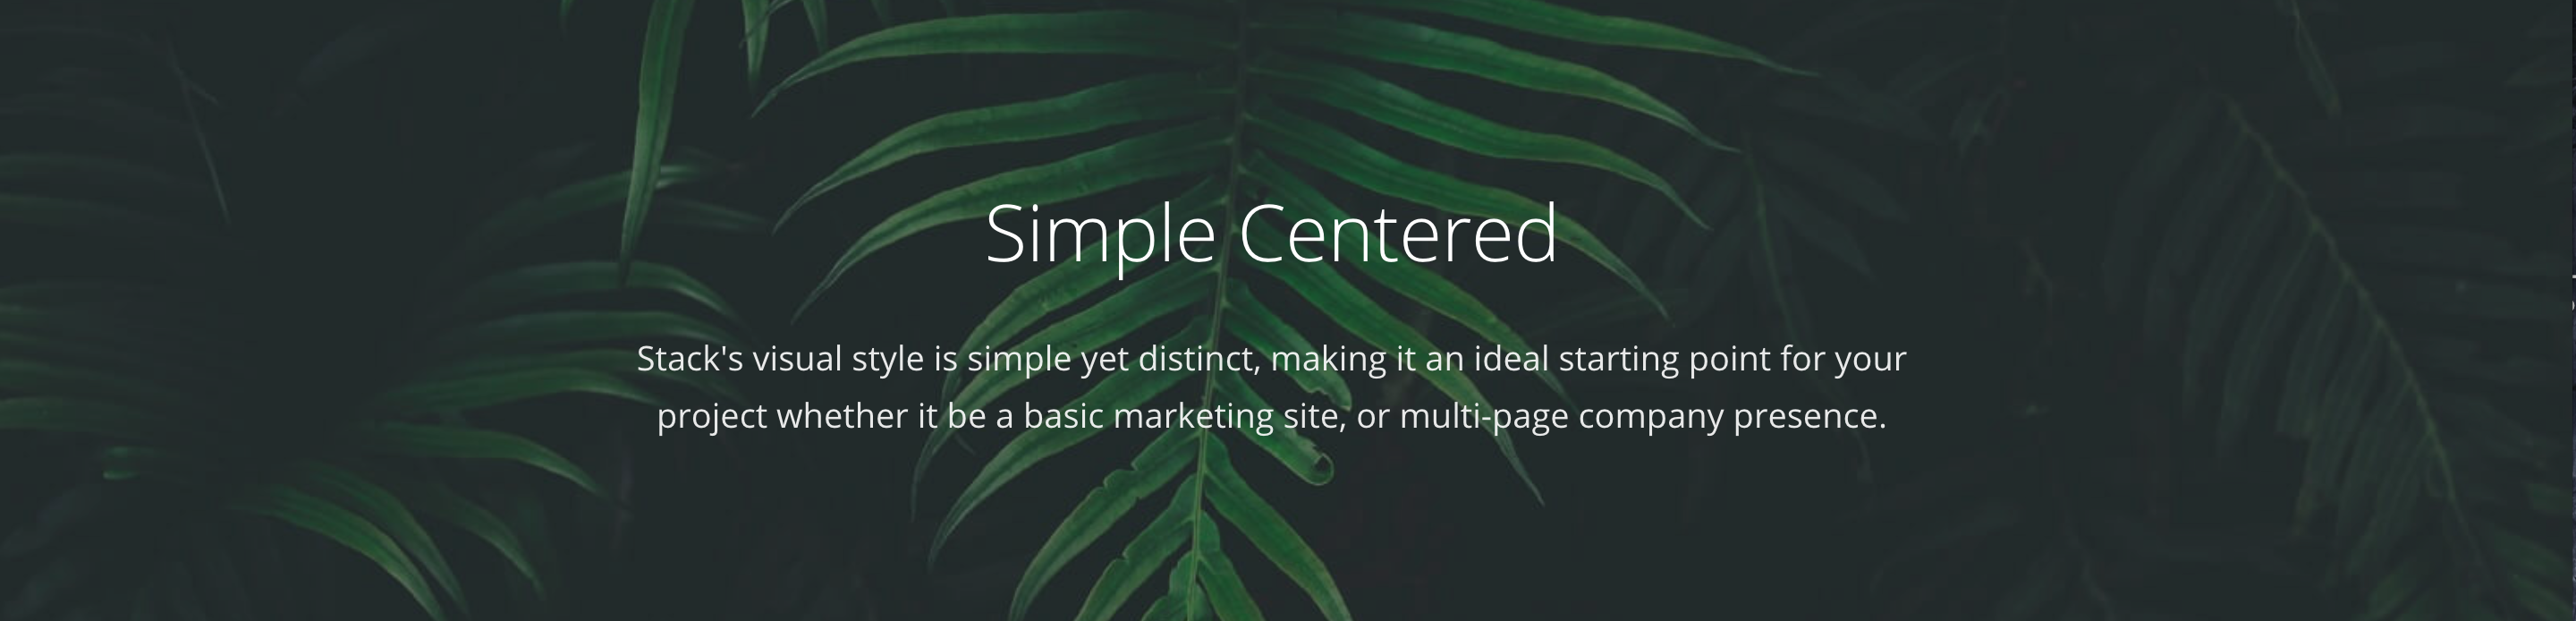 Simple Centered
Stack's visual style is simple yet distinct, making it an ideal starting point for your
project whether it be a basic marketing site, or multi-page company presence.